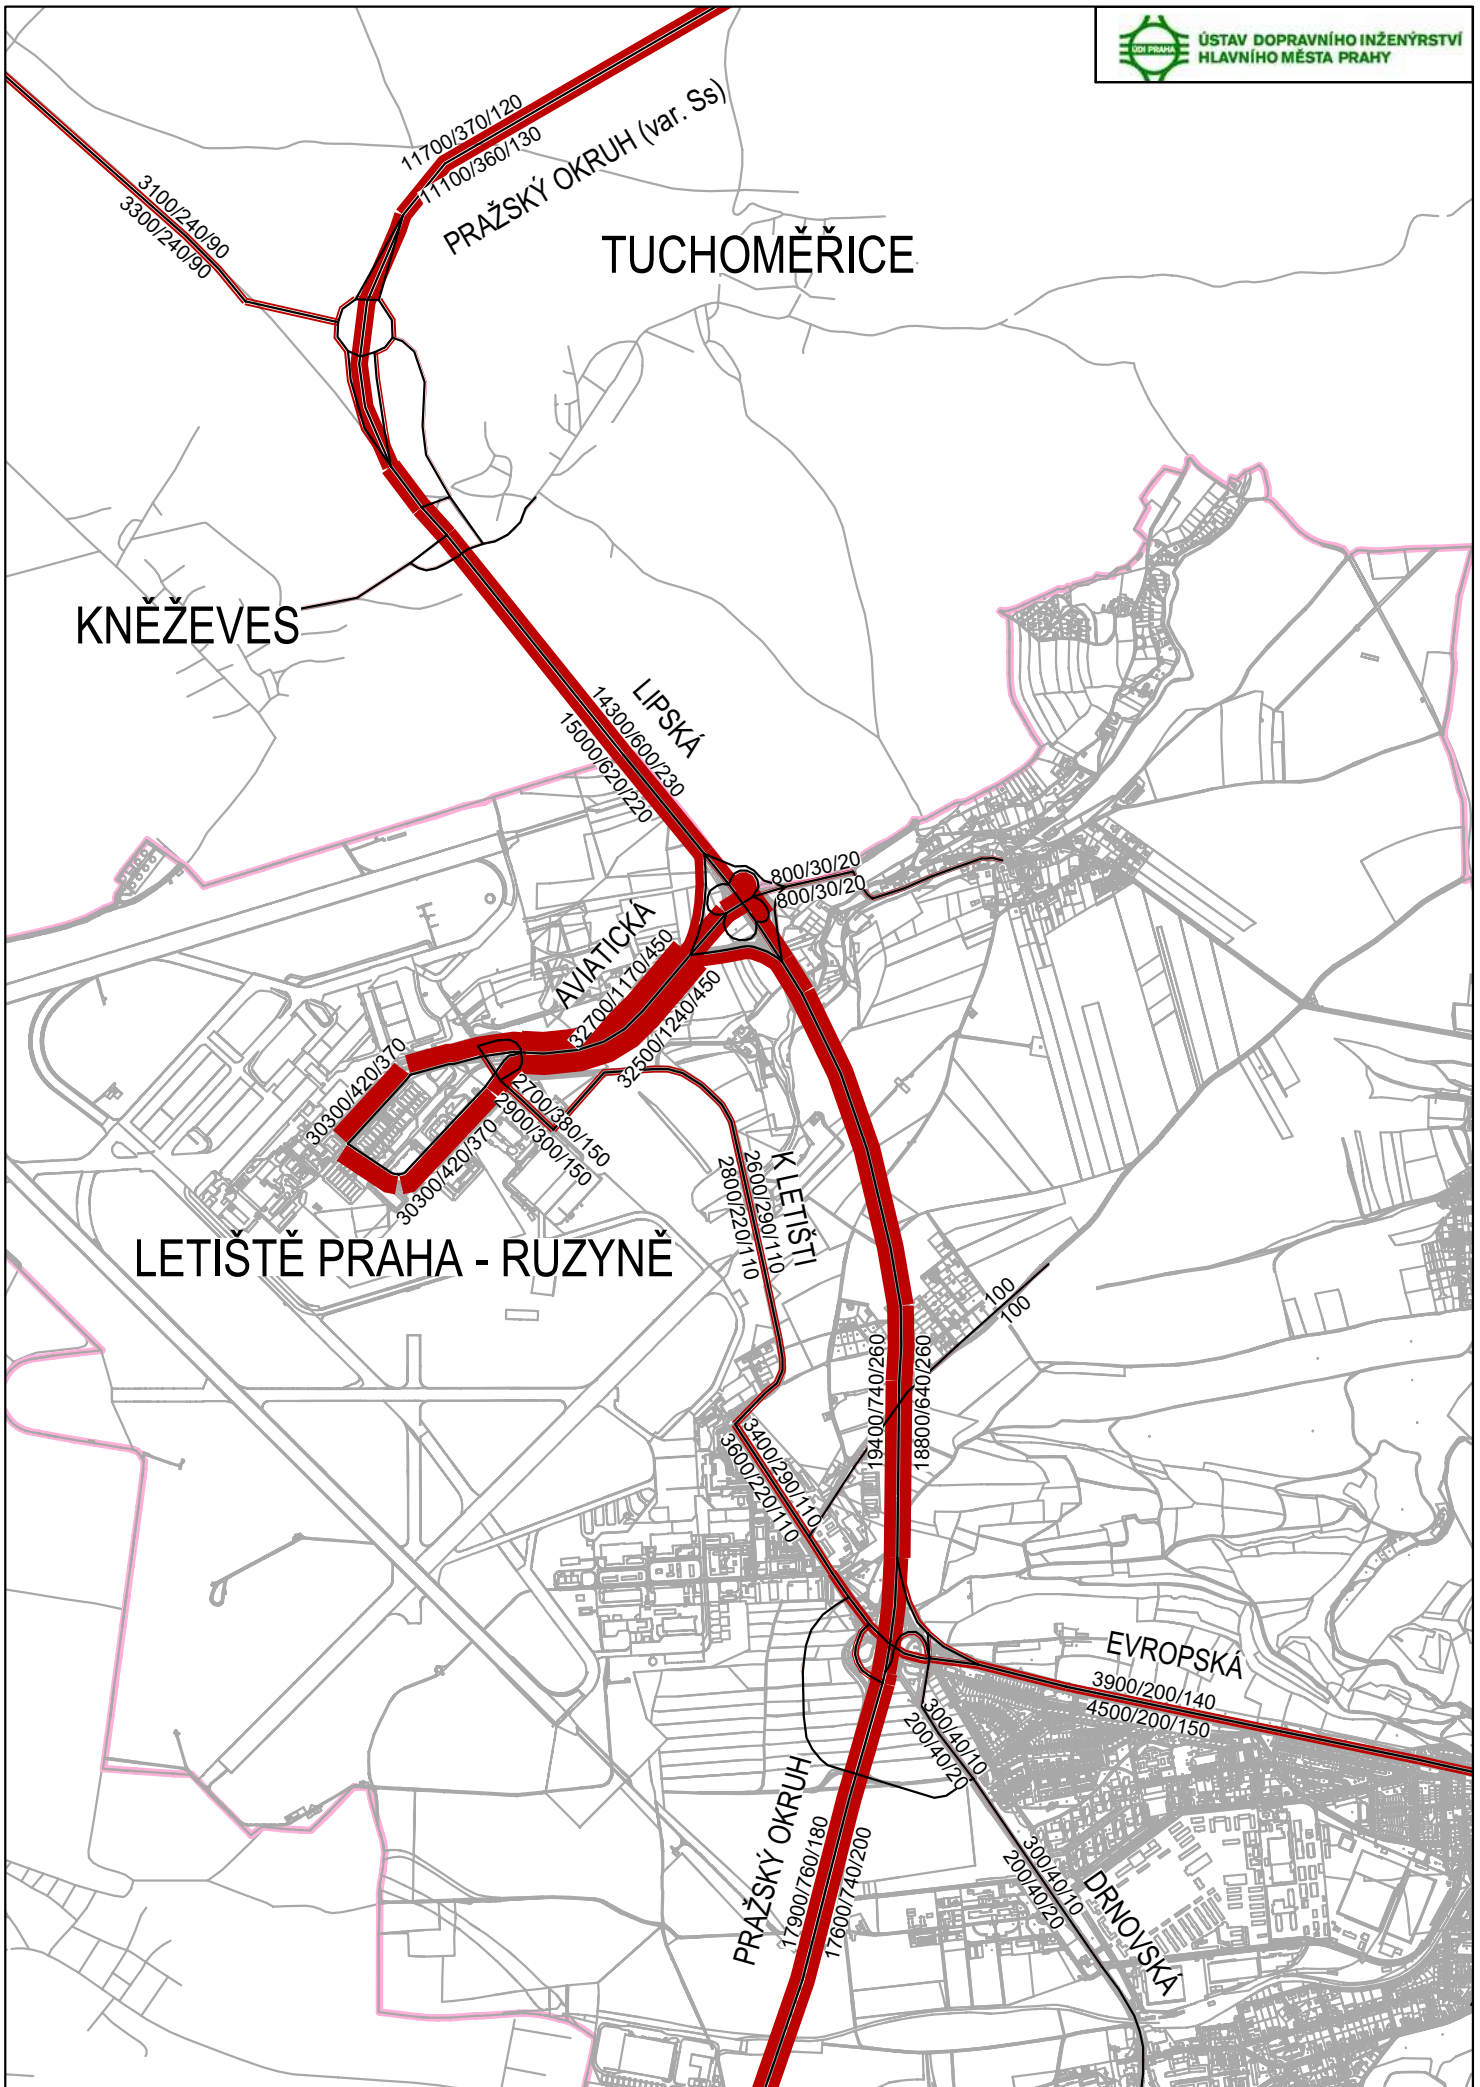 ÚDI PRAHA
ÚSTAV DOPRAVNÍHO INŽENÝRSTVÍ
HLAVNÍHO MĚSTA PRAHY
11700/370/120
11100/360/130
PRAŽSKÝ OKRUH (var. Ss)
3100/240/90
3300/240/90
TUCHOMĚŘICE
KNĚŽEVES
LIPSKÁ
14300/600/230
15000/620/220
800/30/20
800/30/20
AVIATICKÁ
32700/1170/450
32500/1240/450
30300/420/370
30300/420/370
2700/380/150
2900/300/150
K LETIŠTI
2600/290/110
2800/220/110
LETIŠTĚ PRAHA - RUZYNĚ
100
100
19400/740/260
18800/640/260
3400/290/110
3600/220/110
EVROPSKÁ
3900/200/140
4500/200/150
300/40/10
200/40/20
PRAŽSKÝ OKRUH
17900/760/180
17600/740/200
300/40/10
200/40/20
DRNOVSKÁ